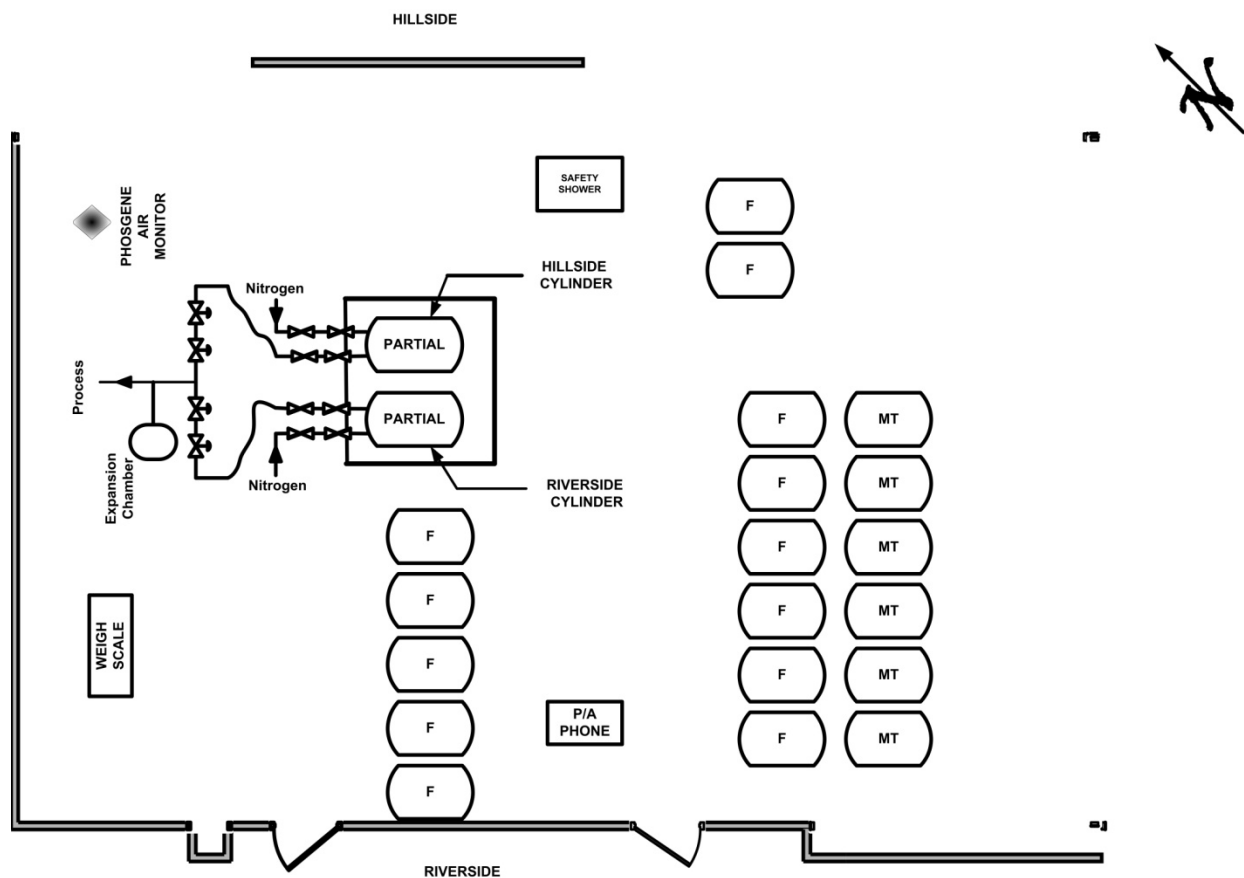 HILLSIDE
N
SAFETY
SHOWER
F
F
PHOSGENE
AIR
MONITOR
HILLSIDE
CYLINDER
Nitrogen
PARTIAL
Process
PARTIAL
Expansion
Chamber
Nitrogen
RIVERSIDE
CYLINDER
F MT
F MT
F MT
F MT
F MT
F MT
F
F
F
F
F
WEIGH
SCALE
P/A
PHONE
RIVERSIDE